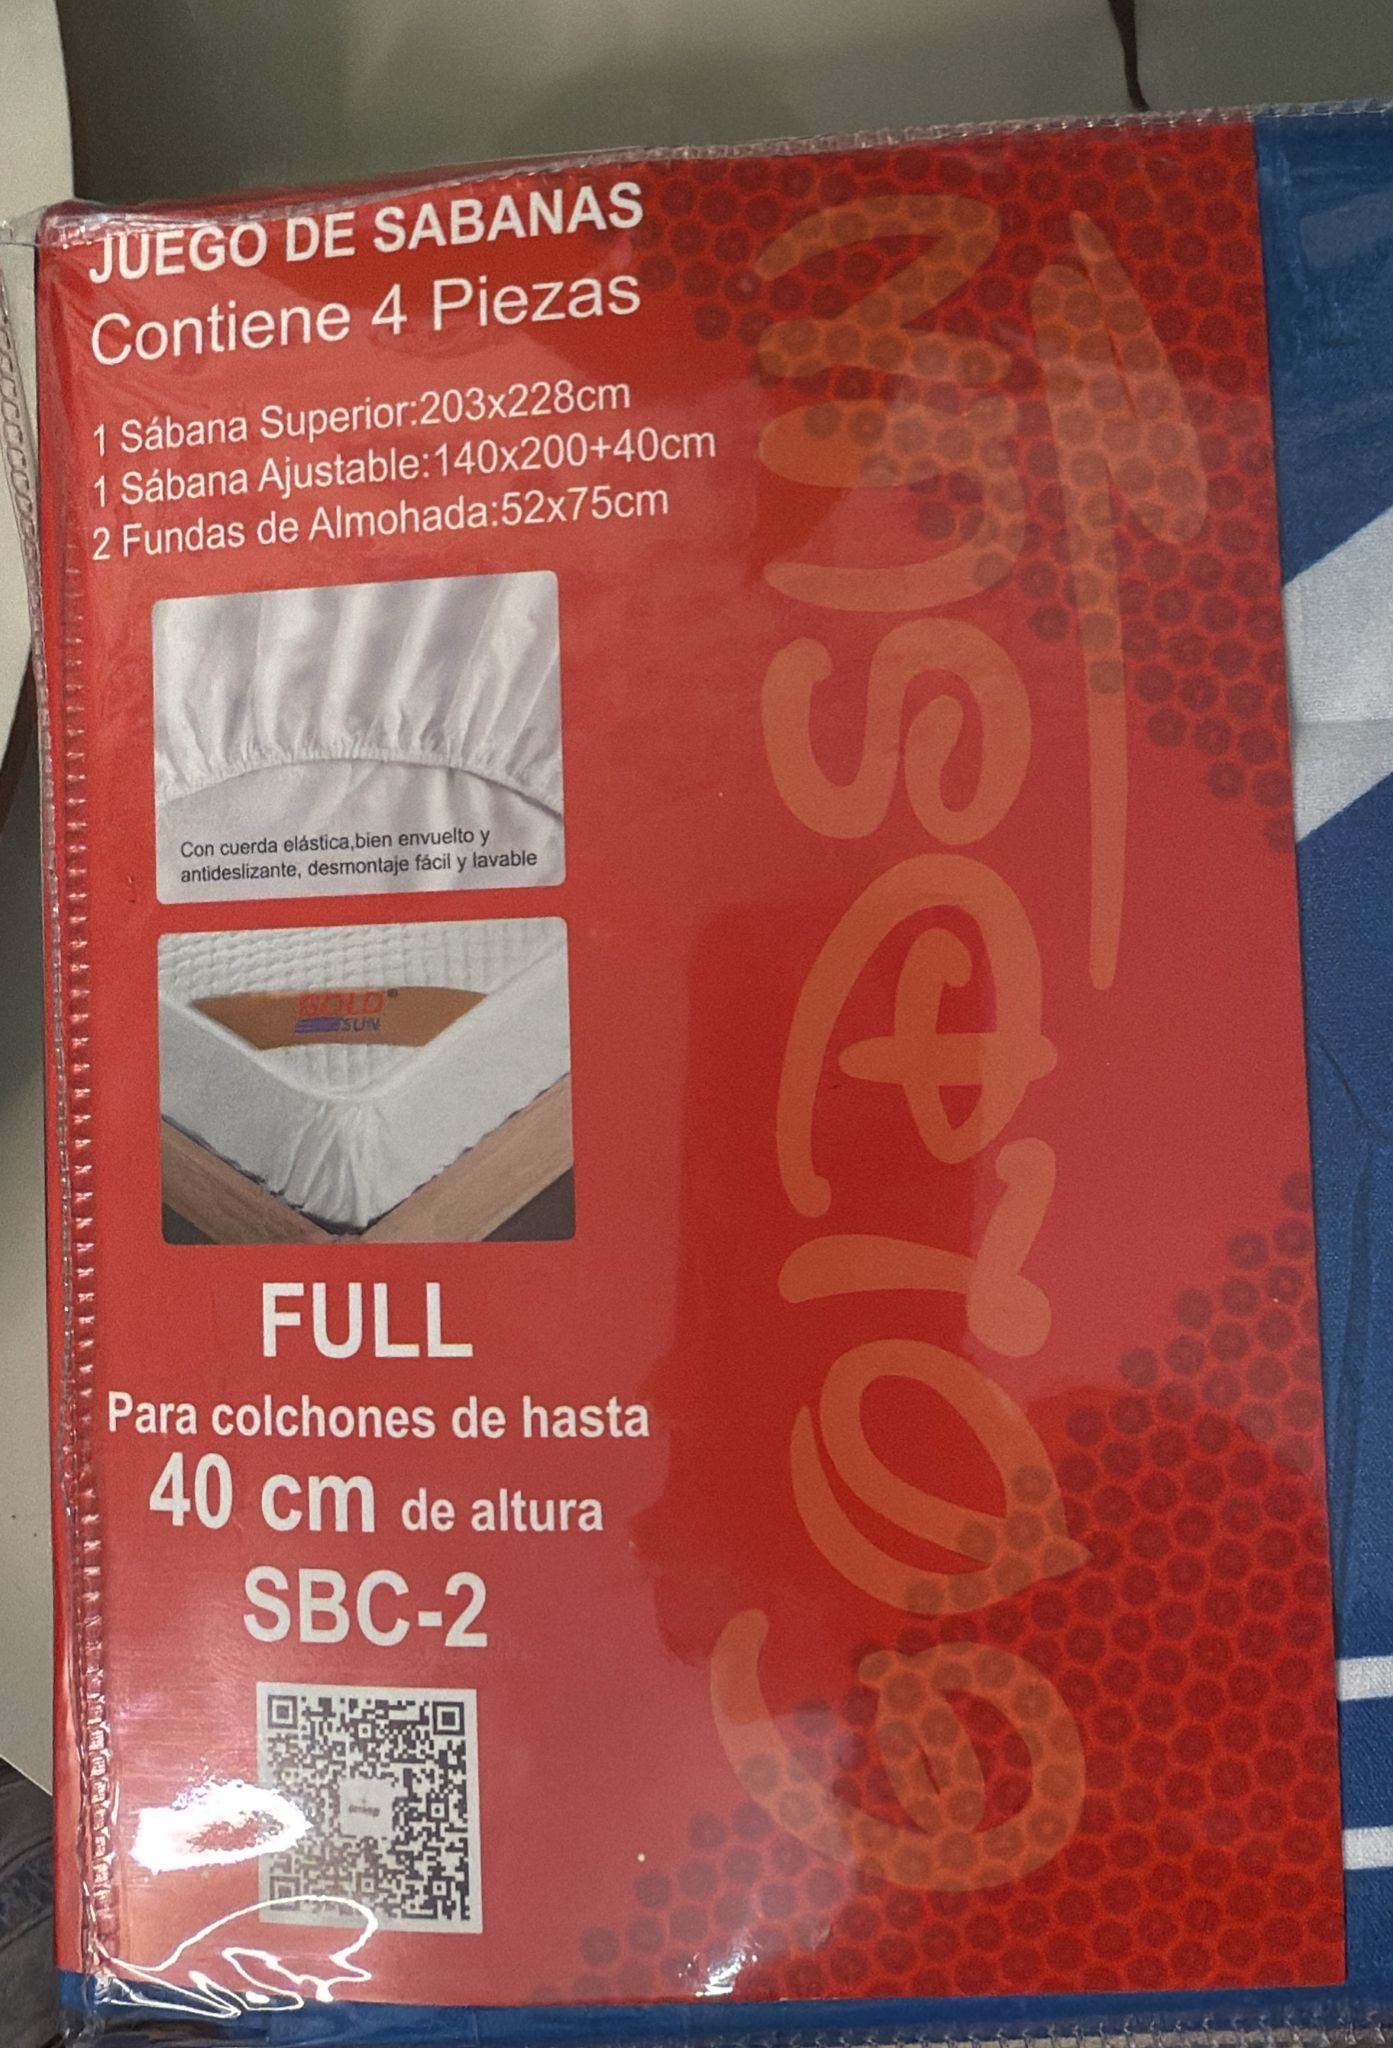 JUEGO DE SABANAS
Contiene 4 Piezas
1 Sábana Superior:203x228cm
1 Sábana Ajustable:140x200+40cm
2 Fundas de Almohada:52x75cm
Con cuerda elástica,bien envuelto y
antideslizante, desmontaje fácil y lavable
GOLD®
SUN
FULL
Para colchones de hasta
40 cm de altura
SBC-2